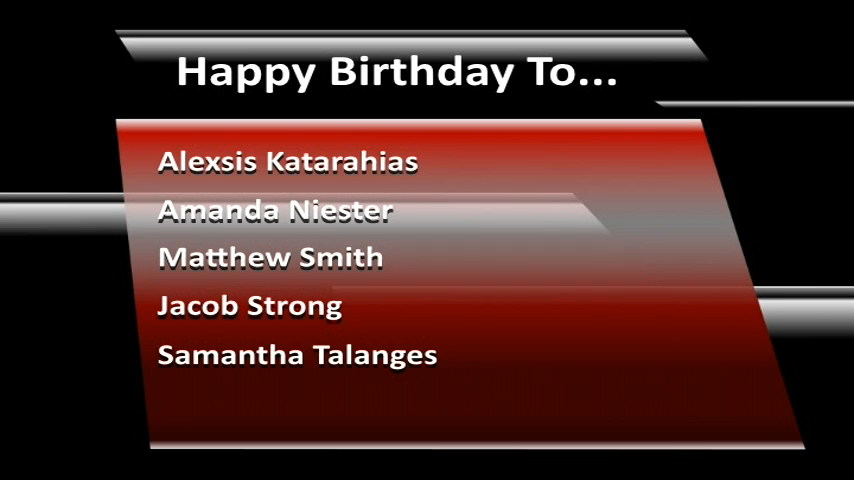 Happy Birthday To...
Alexsis Katarahias
Amanda Niester
Matthew Smith
Jacob Strong
Samantha Talanges